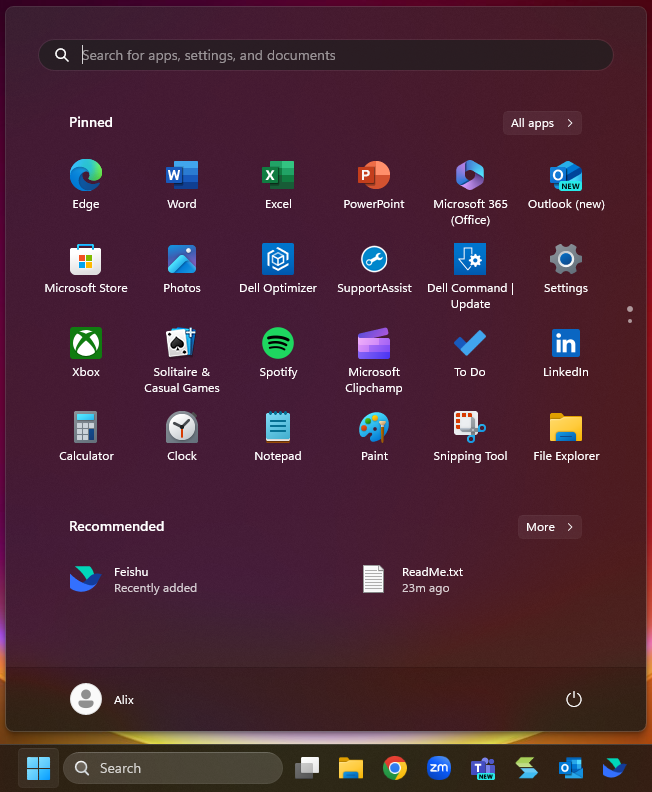 Search for apps, settings, and documents
Pinned
All apps
Edge
Word
Excel
PowerPoint
Microsoft 365
(Office)
Outlook (new)
Microsoft Store
Photos
Dell Optimizer
SupportAssist
Dell Command |
Update
Settings
Xbox
Solitaire &
Casual Games
Spotify
Microsoft
Clipchamp
To Do
LinkedIn
Calculator
Clock
Notepad
Paint
Snipping Tool
File Explorer
Recommended
More
Feishu
Recently added
ReadMe.txt
23m ago
Alix
Search
zm
NEW